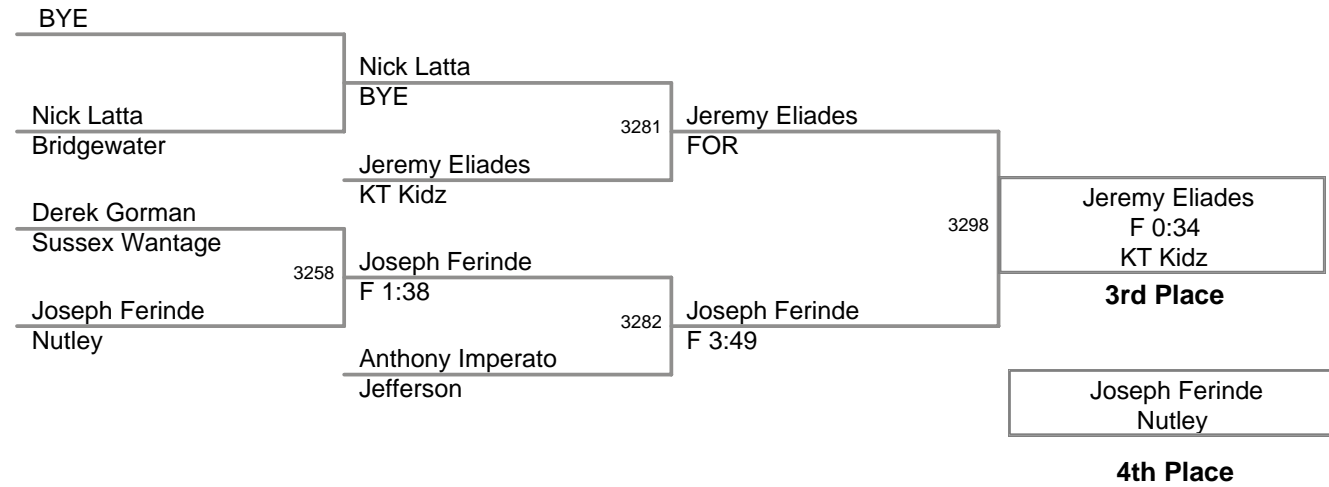 BYE
Nick Latta
Bridgewater
Derek Gorman
Sussex Wantage
3258
Joseph Ferinde
Nutley
Nick Latta
BYE
3281
Jeremy Eliades
KT Kidz
Joseph Ferinde
F 1:38
3282
Anthony Imperato
Jefferson
Jeremy Eliades
FOR
3298
Joseph Ferinde
F 3:49
Jeremy Eliades
F 0:34
KT Kidz
3rd Place
Joseph Ferinde
Nutley
4th Place